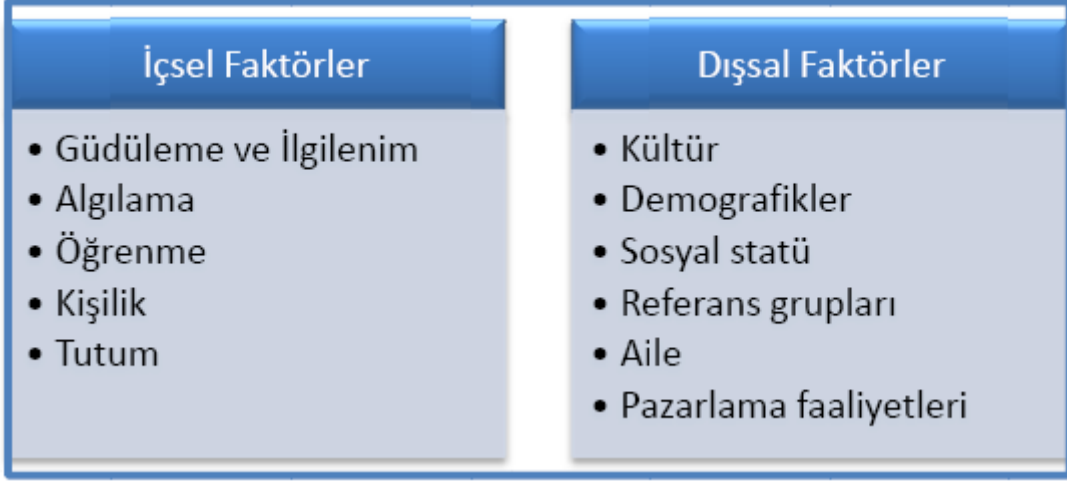 İçsel Faktörler
• Güdüleme ve İlgilenim
• Algılama
• Öğrenme
• Kişilik
• Tutum
Dışsal Faktörler
• Kültür
• Demografikler
• Sosyal statü
• Referans grupları
• Aile
• Pazarlama faaliyetleri